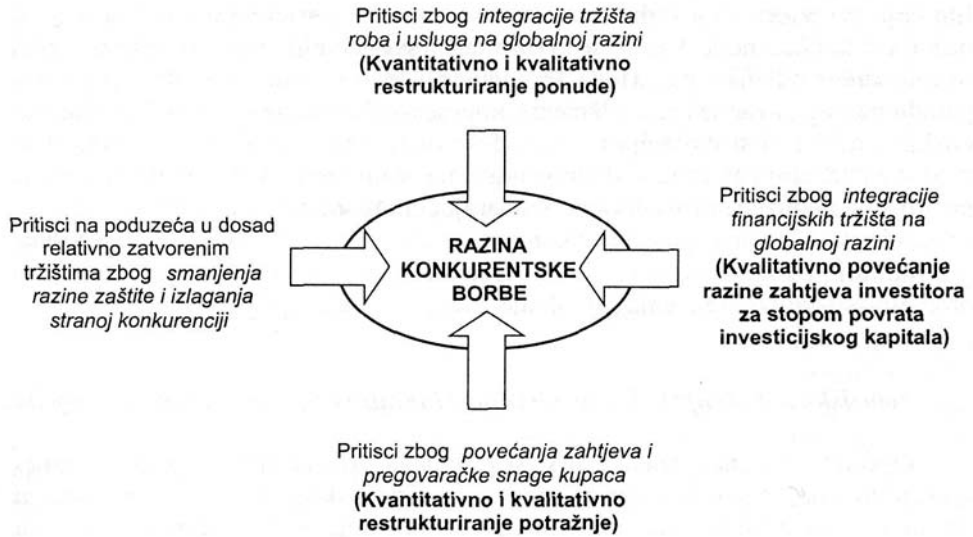 Pritisci zbog integracije tržišta
roba i usluga na globalnoj razini
(Kvantitativno i kvalitativno
restrukturiranje ponude)
Pritisci na poduzeća u dosad
relativno zatvorenim
tržištima zbog smanjenja
razine zaštite i izlaganja
stranoj konkurenciji
RAZINA
KONKURENTSKE
BORBE
Pritisci zbog integracije
financijskih tržišta na
globalnoj razini
(Kvalitativno povećanje
razine zahtjeva investitora
za stopom povrata
investicijskog kapitala)
Pritisci zbog povećanja zahtjeva i
pregovaračke snage kupaca
(Kvantitativno i kvalitativno
restrukturiranje potražnje)